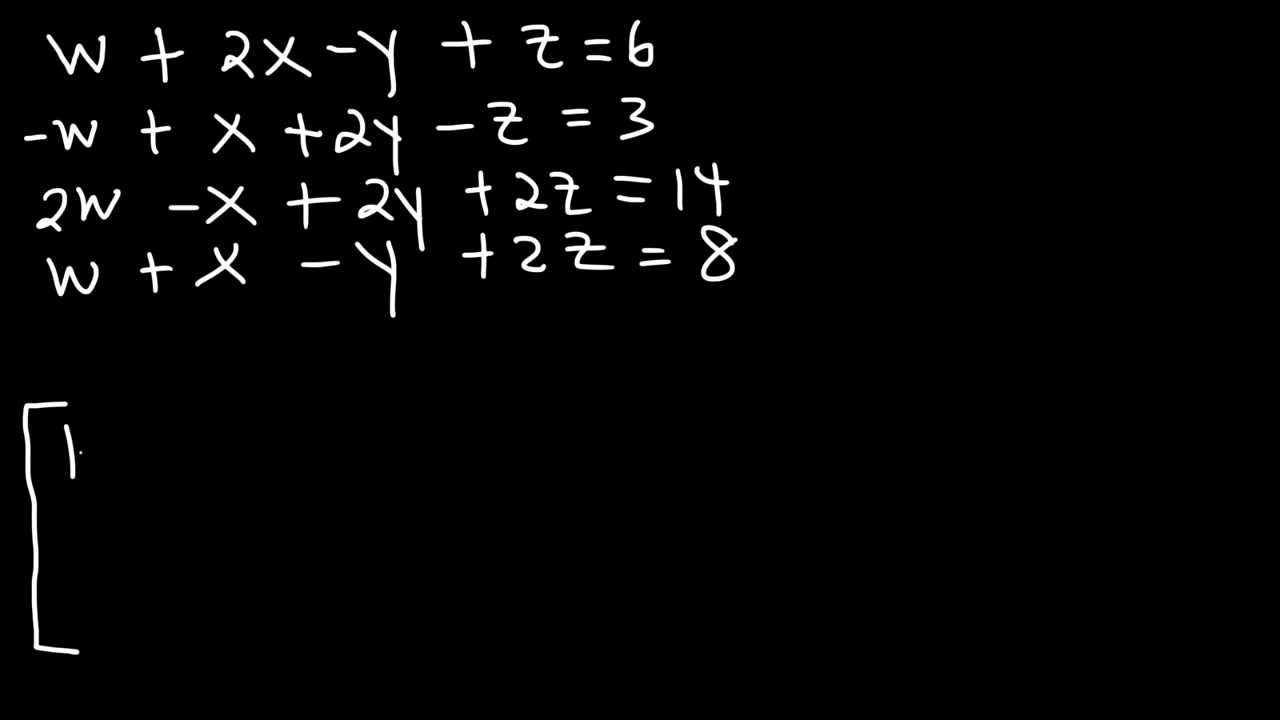 w + 2x - y + z = 6
-w + x + 2y - z = 3
2w - x + 2y + 2z = 14
w + x - y + 2z = 8
[ 1